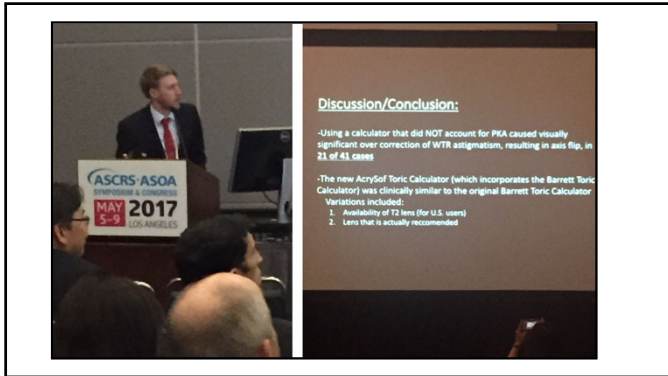 ASCRS•ASOA
SYMPOSIUM & CONGRESS
MAY
5-9
2017
LOS ANGELES
Discussion/Conclusion:
-Using a calculator that did NOT account for PKA caused visually
significant over correction of WTR astigmatism, resulting in axis flip, in
21 of 41 cases
-The new AcrySof Toric Calculator (which incorporates the Barrett Toric
Calculator) was clinically similar to the original Barrett Toric Calculator
Variations included:
1. Availability of T2 lens (for U.S. users)
2. Lens that is actually reccomended